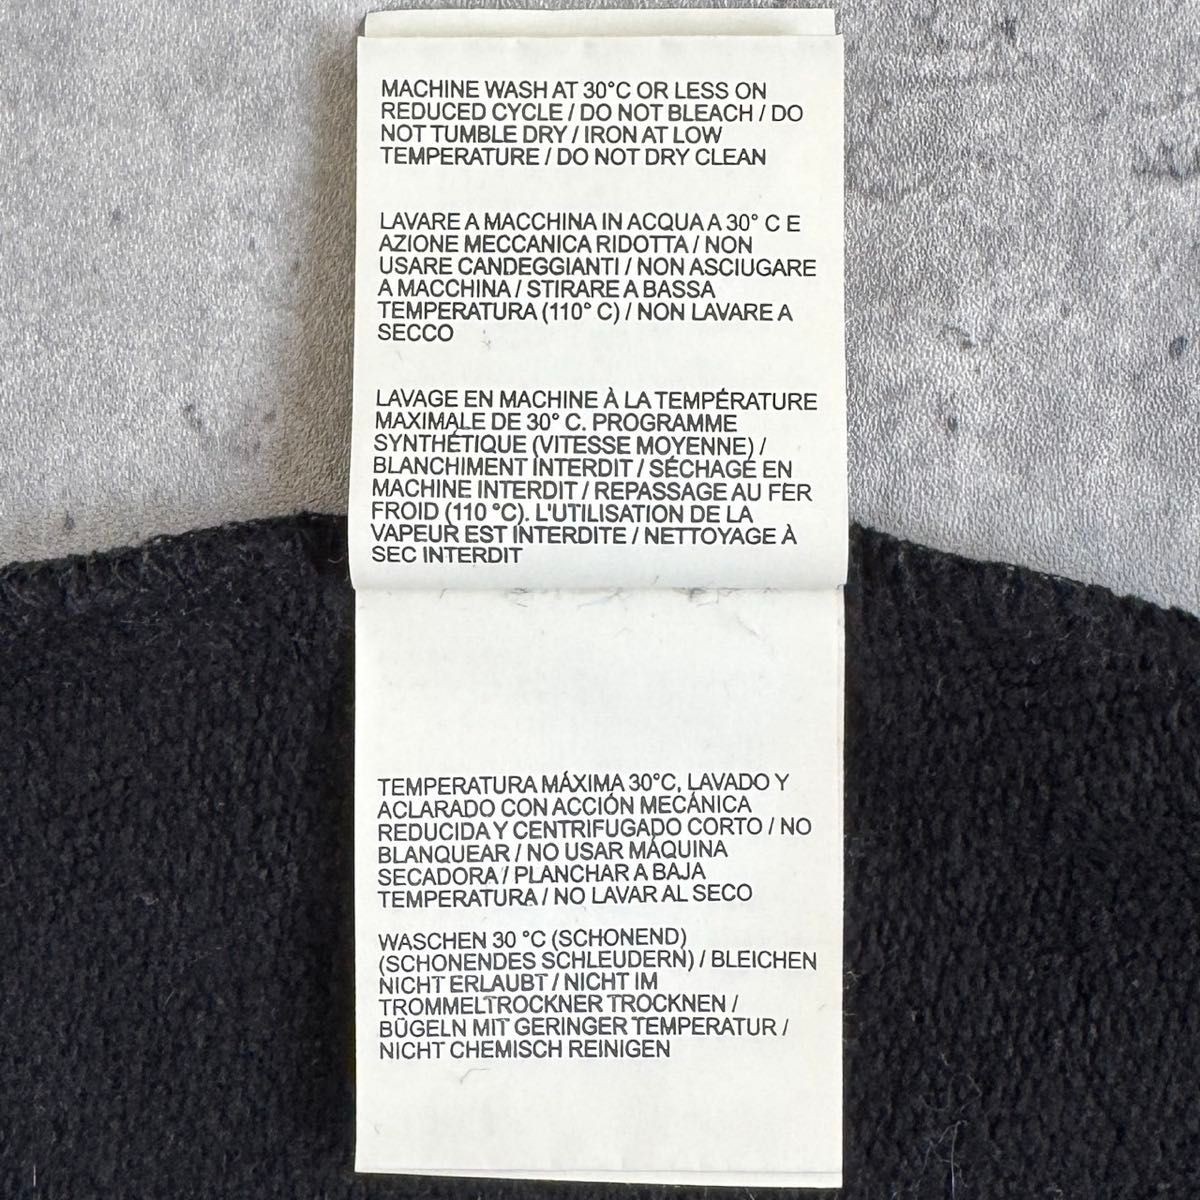 MACHINE WASH AT 30°C OR LESS ON
REDUCED CYCLE / DO NOT BLEACH / DO
NOT TUMBLE DRY / IRON AT LOW
TEMPERATURE / DO NOT DRY CLEAN
LAVARE A MACCHINA IN ACQUA A 30° C E
AZIONE MECCANICA RIDOTTA / NON
USARE CANDEGGIANTI / NON ASCIUGARE
A MACCHINA / STIRARE A BASSA
TEMPERATURA (110° C) / NON LAVARE A
SECCO
LAVAGE EN MACHINE À LA TEMPÉRATURE
MAXIMALE DE 30° C. PROGRAMME
SYNTHÉTIQUE (VITESSE MOYENNE) /
BLANCHIMENT INTERDIT / SÉCHAGE EN
MACHINE INTERDIT / REPASSAGE AU FER
FROID (110 °C). L'UTILISATION DE LA
VAPEUR EST INTERDITE / NETTOYAGE À
SEC INTERDIT
TEMPERATURA MÁXIMA 30°C, LAVADO Y
ACLARADO CON ACCIÓN MECÁNICA
REDUCIDA Y CENTRIFUGADO CORTO / NO
BLANQUEAR / NO USAR MÁQUINA
SECADORA / PLANCHAR A BAJA
TEMPERATURA / NO LAVAR AL SECO
WASCHEN 30 °C (SCHONEND)
(SCHONENDES SCHLEUDERN) / BLEICHEN
NICHT ERLAUBT / NICHT IM
TROMMELTROCKNER TROCKNEN /
BÜGELN MIT GERINGER TEMPERATUR /
NICHT CHEMISCH REINIGEN